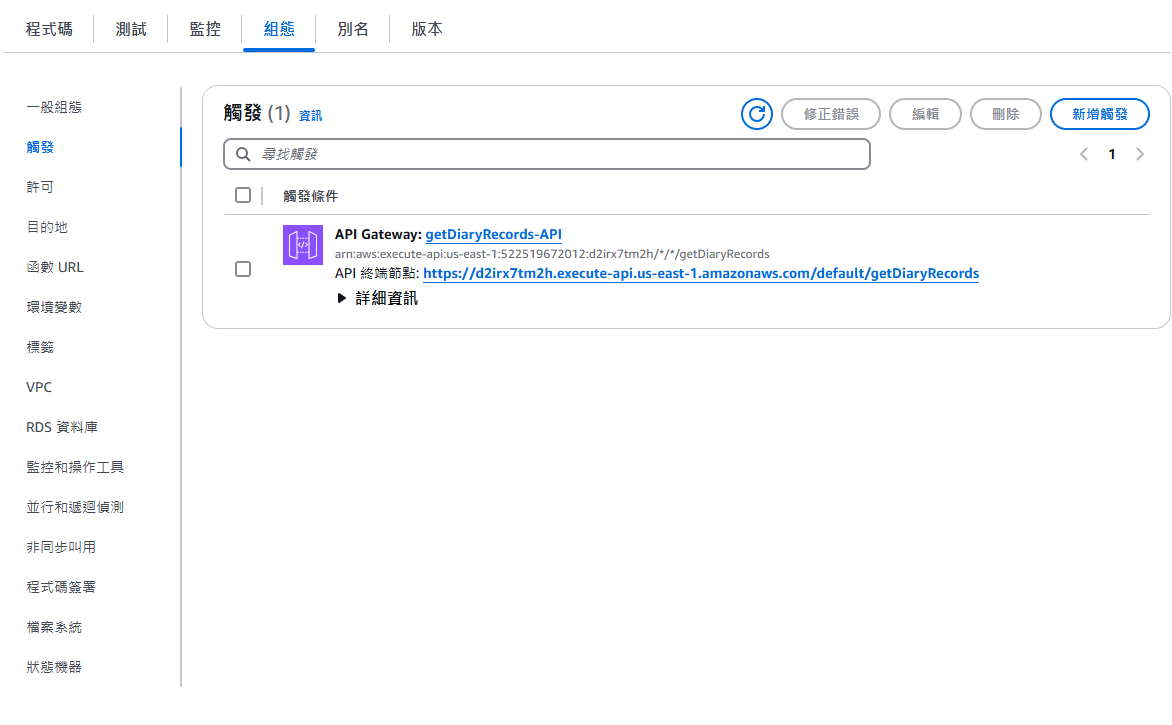 程式碼 測試 監控 組態 別名 版本
一般組態
觸發
許可
目的地
函數 URL
環境變數
標籤
VPC
RDS 資料庫
監控和操作工具
並行和遞迴偵測
非同步叫用
程式碼簽署
檔案系統
狀態機器
觸發 (1) 資訊
修正錯誤 編輯 刪除 新增觸發
尋找觸發
1
觸發條件
API Gateway: getDiaryRecords-API
arn:aws:execute-api:us-east-1:522519672012:d2irx7tm2h/*/*/getDiaryRecords
API 終端節點: https://d2irx7tm2h.execute-api.us-east-1.amazonaws.com/default/getDiaryRecords
詳細資訊